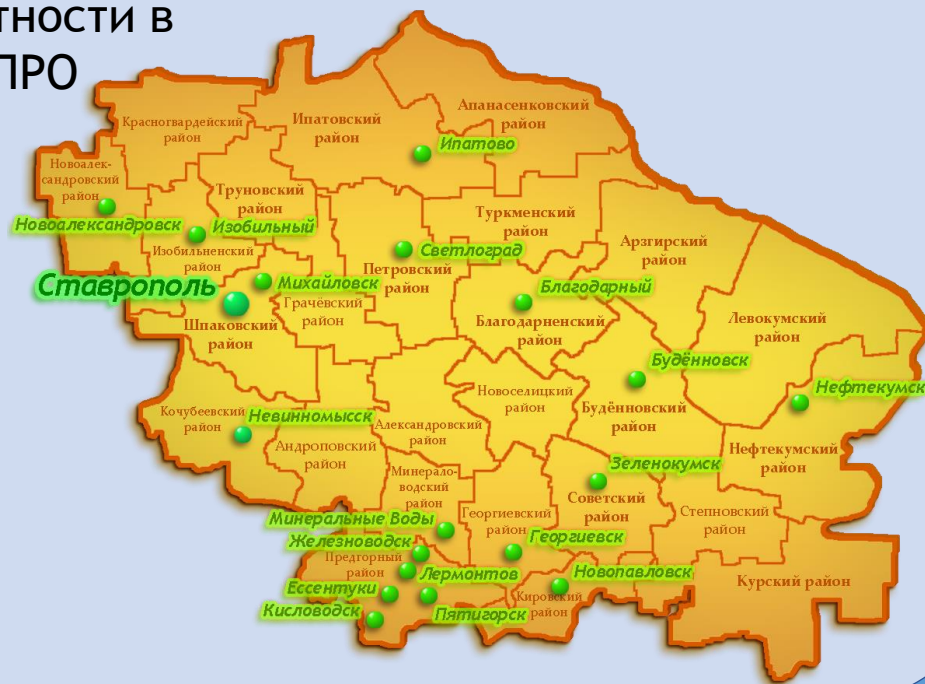 тности в
ПРО
Апанасенковский
район
Красногвардейский
район
Ипатовский
район
Ипатово
Новоалек-
сандровский
район
Труновский
район
Туркменский
район
Новоалександровск
Изобильный
Арзгирский
район
Изобильненский
район
Светлоград
Петровский
район
Ставрополь
Михайловск
Благодарный
Грачёвский
район
Шпаковский
район
Благодарненский
район
Левокумский
район
Будённовск
Нефтекумск
Новоселицкий
район
Будённовский
район
Кочубеевский
район
Невинномысск
Александровский
район
Андроповский
район
Нефтекумский
район
Зеленокумск
Минерало-
водский
район
Советский
район
Степновский
район
Георгиевский
район
Минеральные Воды
Железноводск
Георгиевск
Предгорный
район
Лермонтов
Новопавловск
Курский район
Ессентуки
Кировский
район
Кисловодск
Пятигорск